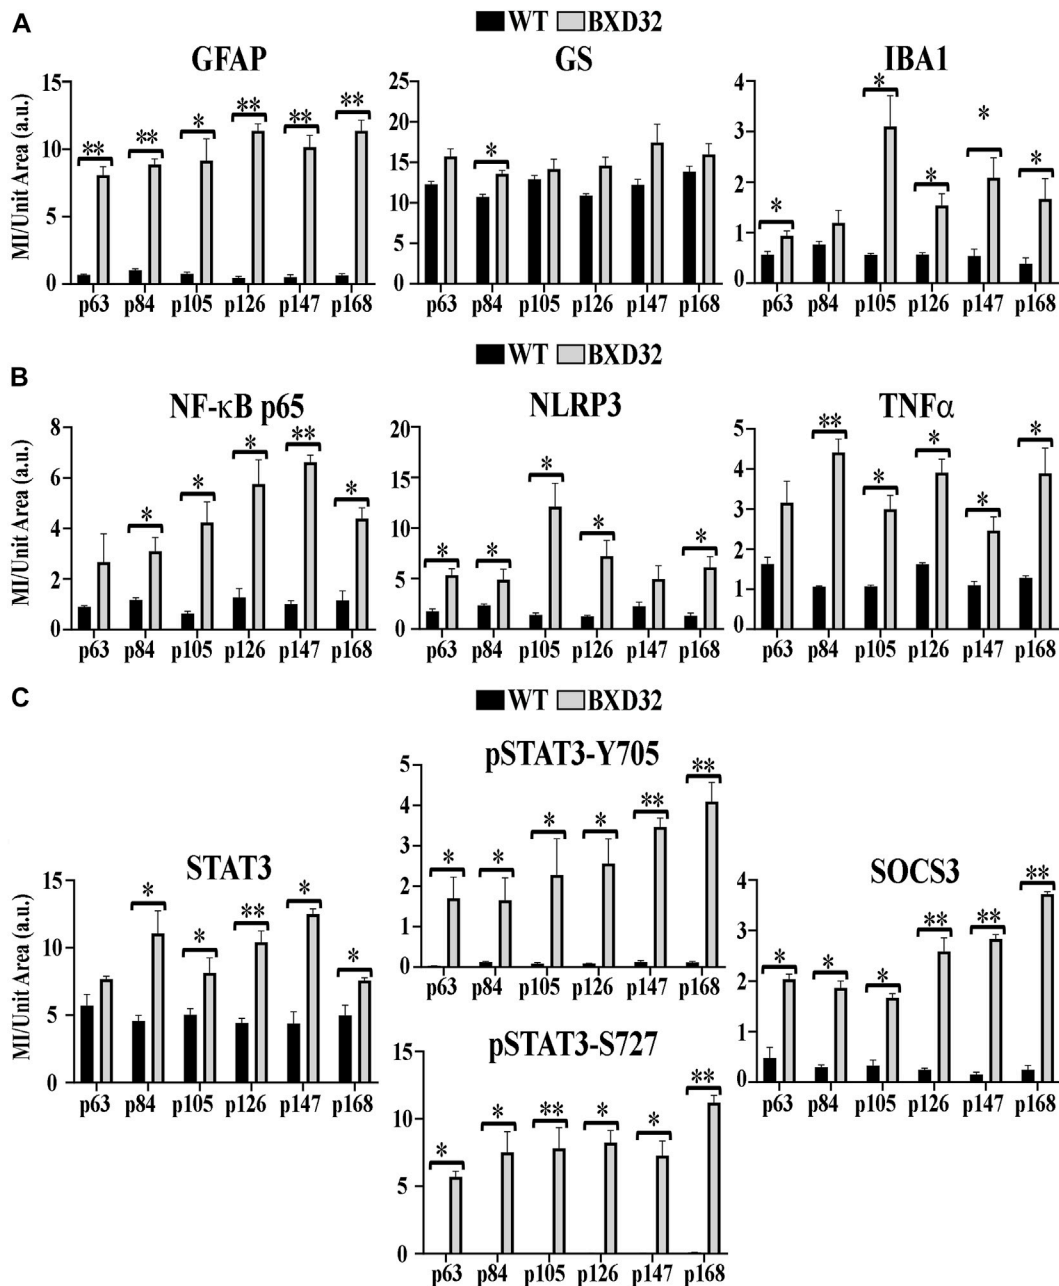 A
WT BXD32
GFAP GS IBA1
MI/Unit Area (a.u.)
15
10
5
0
** ** * ** ** **
p63 p84 p105 p126 p147 p168
25
20
15
10
5
0
*
p63 p84 p105 p126 p147 p168
4
3
2
1
0
* * * * *
p63 p84 p105 p126 p147 p168
B
WT BXD32
NF-κB p65 NLRP3 TNFα
MI/Unit Area (a.u.)
8
6
4
2
0
* * * ** *
p63 p84 p105 p126 p147 p168
20
15
10
5
0
* * * * *
p63 p84 p105 p126 p147 p168
5
4
3
2
1
0
** * * * *
p63 p84 p105 p126 p147 p168
C
WT BXD32
pSTAT3-Y705
5
4
3
2
1
0
* * * * ** **
p63 p84 p105 p126 p147 p168
STAT3
MI/Unit Area (a.u.)
15
10
5
0
* * ** * *
p63 p84 p105 p126 p147 p168
SOCS3
4
3
2
1
0
* * * ** ** **
p63 p84 p105 p126 p147 p168
pSTAT3-S727
15
10
5
0
* * ** * * **
p63 p84 p105 p126 p147 p168